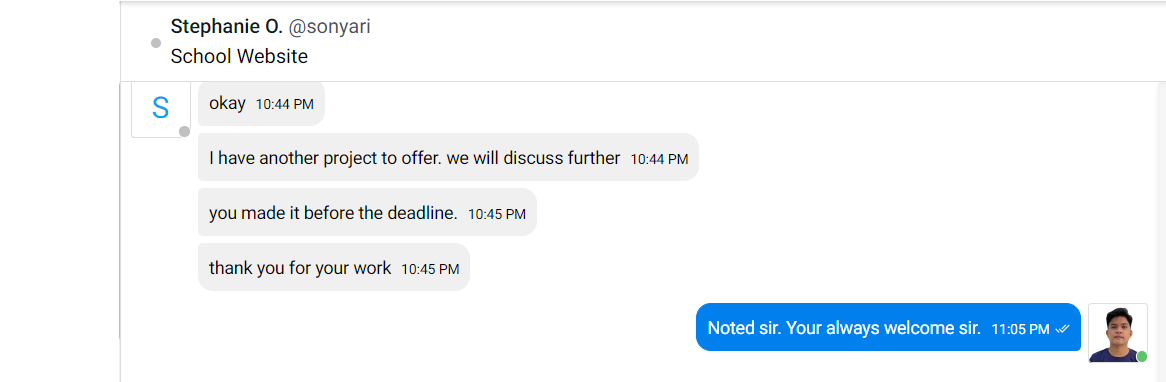 Stephanie O. @sonyari
School Website
S
okay 10:44 PM
I have another project to offer. we will discuss further 10:44 PM
you made it before the deadline. 10:45 PM
thank you for your work 10:45 PM
Noted sir. Your always welcome sir. 11:05 PM